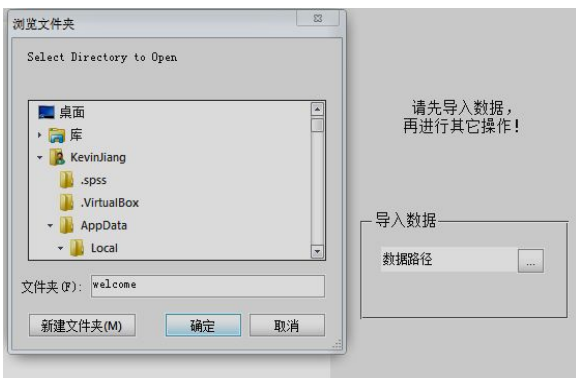 浏览文件夹
Select Directory to Open
桌面
库
KevinJiang
.spss
.VirtualBox
AppData
Local
文件夹(F): welcome
新建文件夹(M) 确定 取消
请先导入数据，
再进行其它操作！
导入数据
数据路径 ...